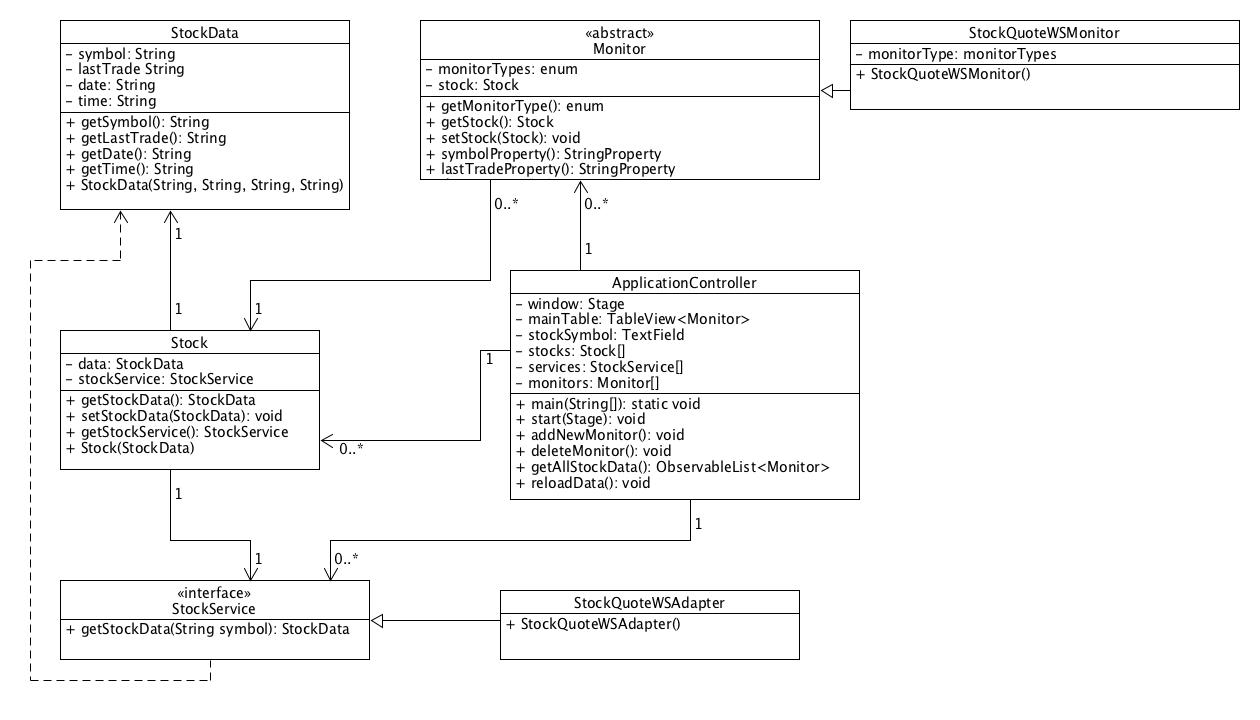 StockData
– symbol: String
– lastTrade String
– date: String
– time: String
+ getSymbol(): String
+ getLastTrade(): String
+ getDate(): String
+ getTime(): String
+ StockData(String, String, String, String)
«abstract»
Monitor
– monitorTypes: enum
– stock: Stock
+ getMonitorType(): enum
+ getStock(): Stock
+ setStock(Stock): void
+ symbolProperty(): StringProperty
+ lastTradeProperty(): StringProperty
StockQuoteWSMonitor
– monitorType: monitorTypes
+ StockQuoteWSMonitor()
0..*
0..*
1
1
1
1
ApplicationController
– window: Stage
– mainTable: TableView<Monitor>
– stockSymbol: TextField
– stocks: Stock[]
– services: StockService[]
– monitors: Monitor[]
+ main(String[]): static void
+ start(Stage): void
+ addNewMonitor(): void
+ deleteMonitor(): void
+ getAllStockData(): ObservableList<Monitor>
+ reloadData(): void
Stock
– data: StockData
– stockService: StockService
+ getStockData(): StockData
+ setStockData(StockData): void
+ getStockService(): StockService
+ Stock(StockData)
1
0..*
1
1
1
0..*
«interface»
StockService
+ getStockData(String symbol): StockData
StockQuoteWSAdapter
+ StockQuoteWSAdapter()